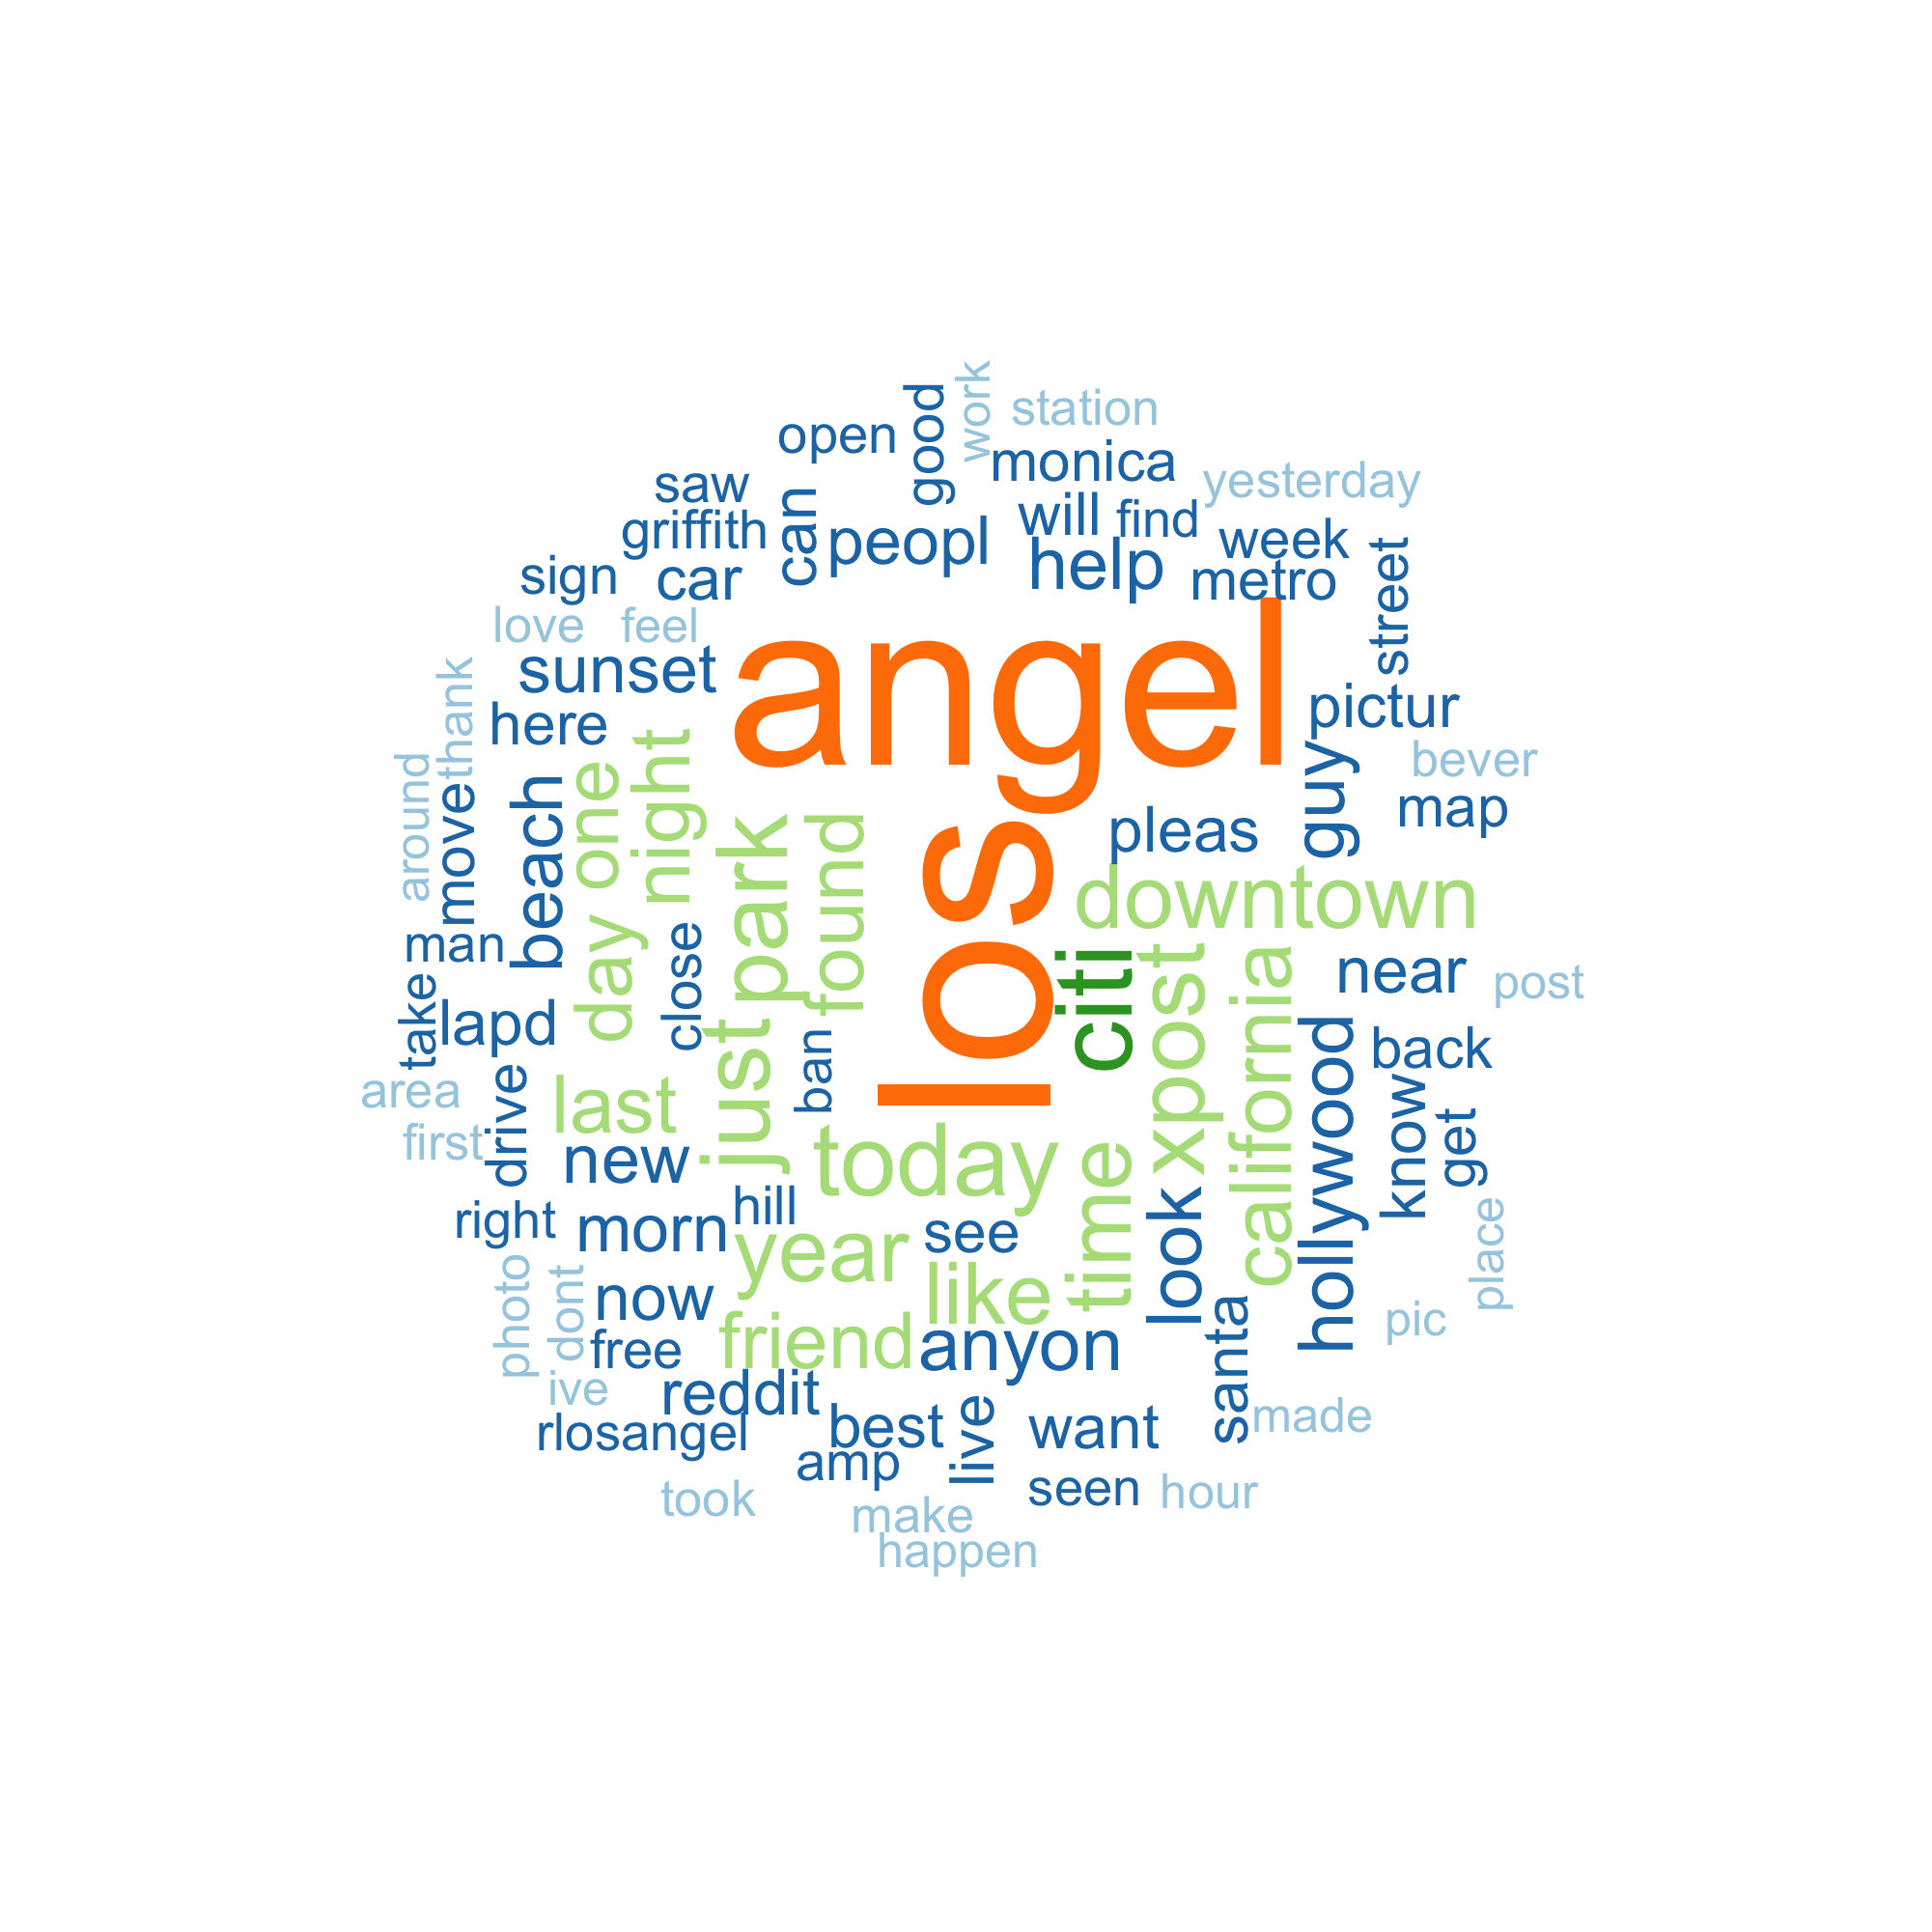 work
good
station
open
monica
saw
yesterday
can
will
find
griffith
peopl
week
help
street
sign
car
metro
love
feel
angel
sunset
thank
pictur
here
night
guy
bever
around
one
move
beach
map
park
found
los
pleas
downtown
day
close
man
citi
xpost
california
near
post
take
lapd
just
ban
hollywood
back
drive
last
area
know
get
first
new
today
time
right
morn
hill
look
year
see
place
photo
dont
now
like
santa
pic
free
friend
anyon
ive
reddit
rlosangel
best
live
want
made
amp
took
seen
hour
make
happen